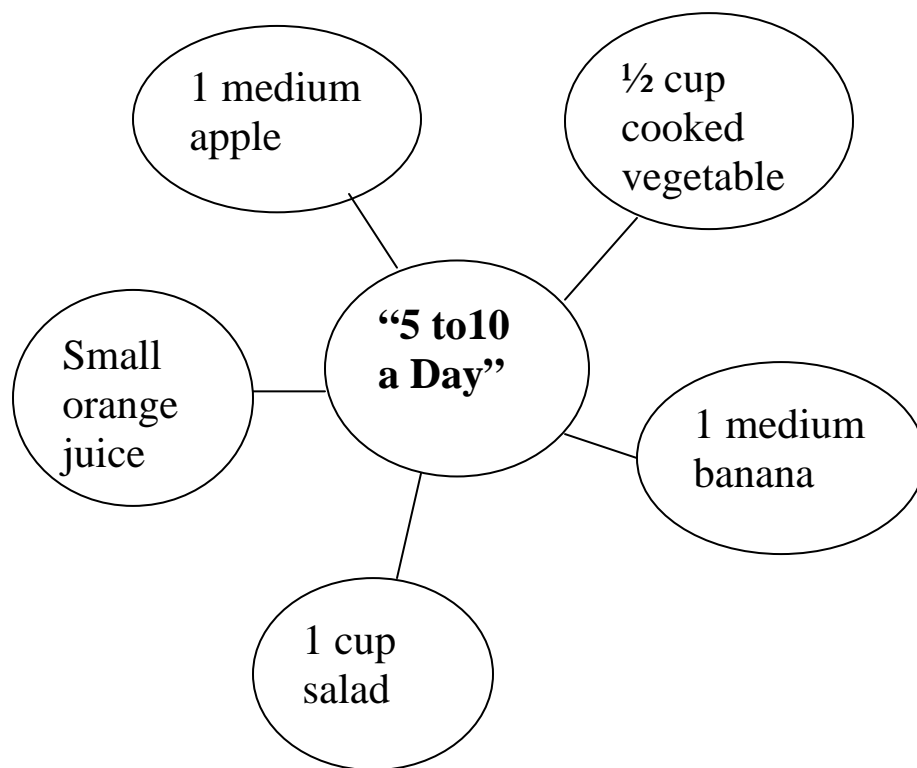 1 medium
apple
½ cup
cooked
vegetable
“5 to10
a Day”
Small
orange
juice
1 medium
banana
1 cup
salad